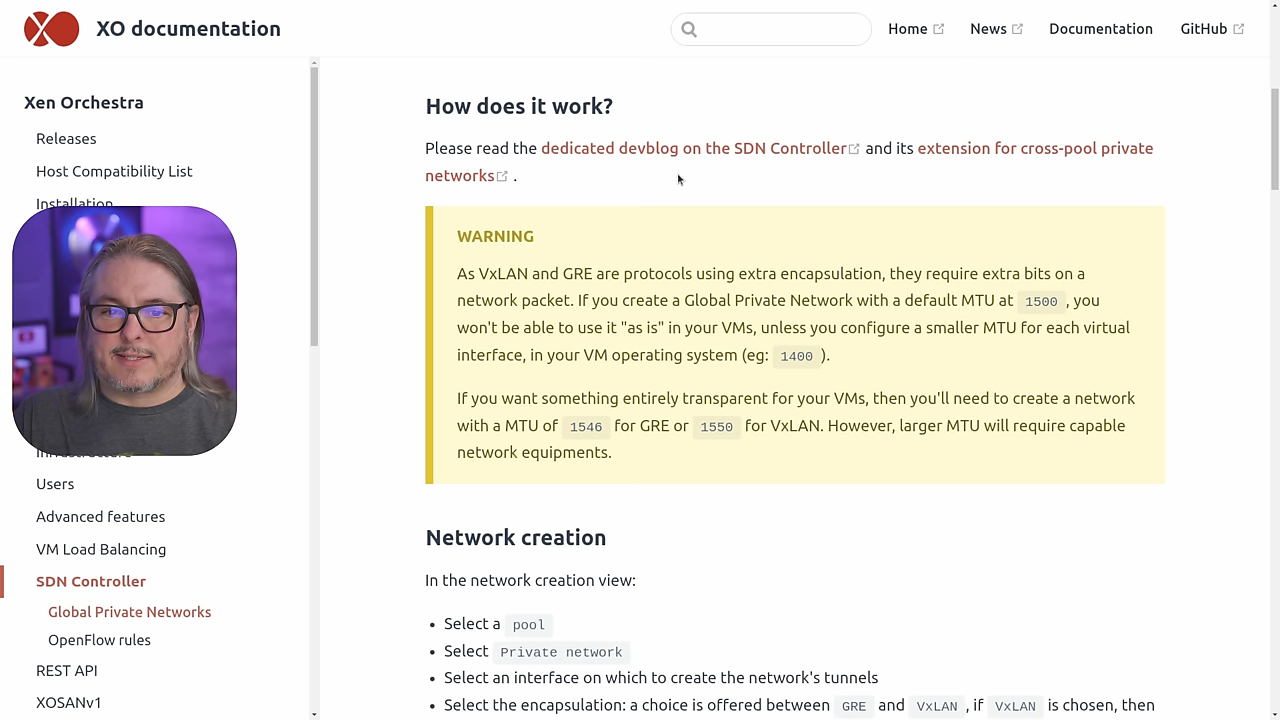 XO documentation
Home
News
Documentation
GitHub
Xen Orchestra
Releases
Host Compatibility List
Installation
Users
Advanced features
VM Load Balancing
SDN Controller
Global Private Networks
OpenFlow rules
REST API
XOSANv1
How does it work?
Please read the dedicated devblog on the SDN Controller and its extension for cross-pool private
networks .
WARNING
As VxLAN and GRE are protocols using extra encapsulation, they require extra bits on a
network packet. If you create a Global Private Network with a default MTU at 1500 , you
won't be able to use it "as is" in your VMs, unless you configure a smaller MTU for each virtual
interface, in your VM operating system (eg: 1400 ).
If you want something entirely transparent for your VMs, then you'll need to create a network
with a MTU of 1546 for GRE or 1550 for VxLAN. However, larger MTU will require capable
network equipments.
Network creation
In the network creation view:
• Select a pool
• Select Private network
• Select an interface on which to create the network's tunnels
• Select the encapsulation: a choice is offered between GRE and VxLAN , if VxLAN is chosen, then